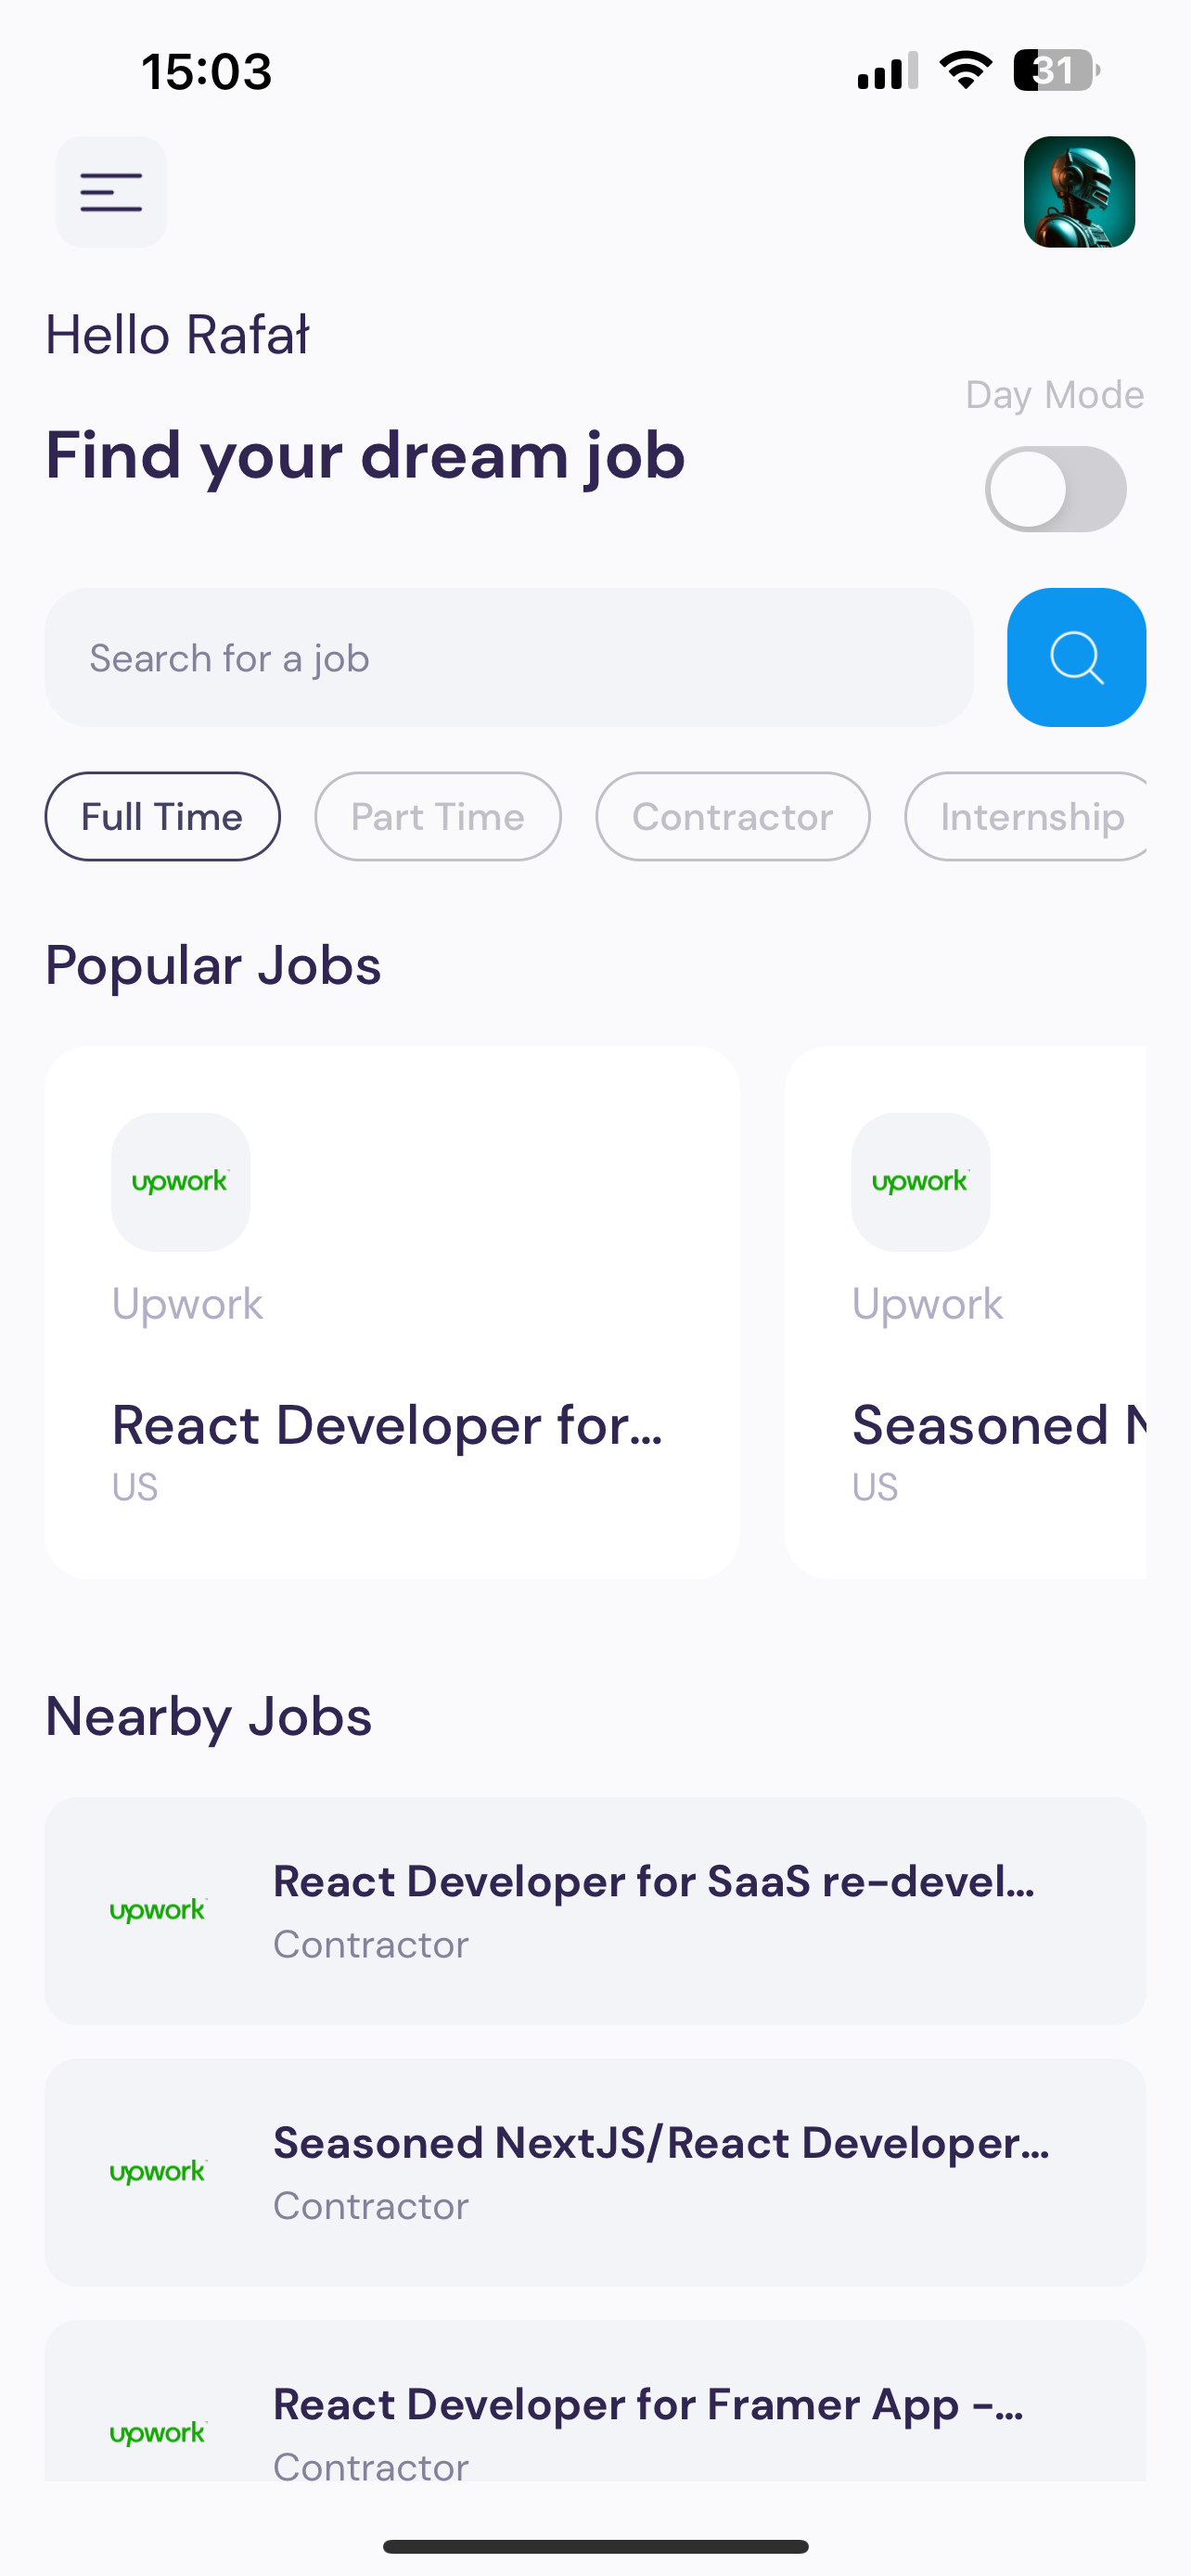 15:03
31
Hello Rafał
Day Mode
Find your dream job
Search for a job
Full Time
Part Time
Contractor
Internship
Popular Jobs
upwork
upwork
Upwork
Upwork
React Developer for...
Seasoned N
US
US
Nearby Jobs
upwork
React Developer for SaaS re-devel...
Contractor
upwork
Seasoned NextJS/React Developer...
Contractor
upwork
React Developer for Framer App -...
Contractor